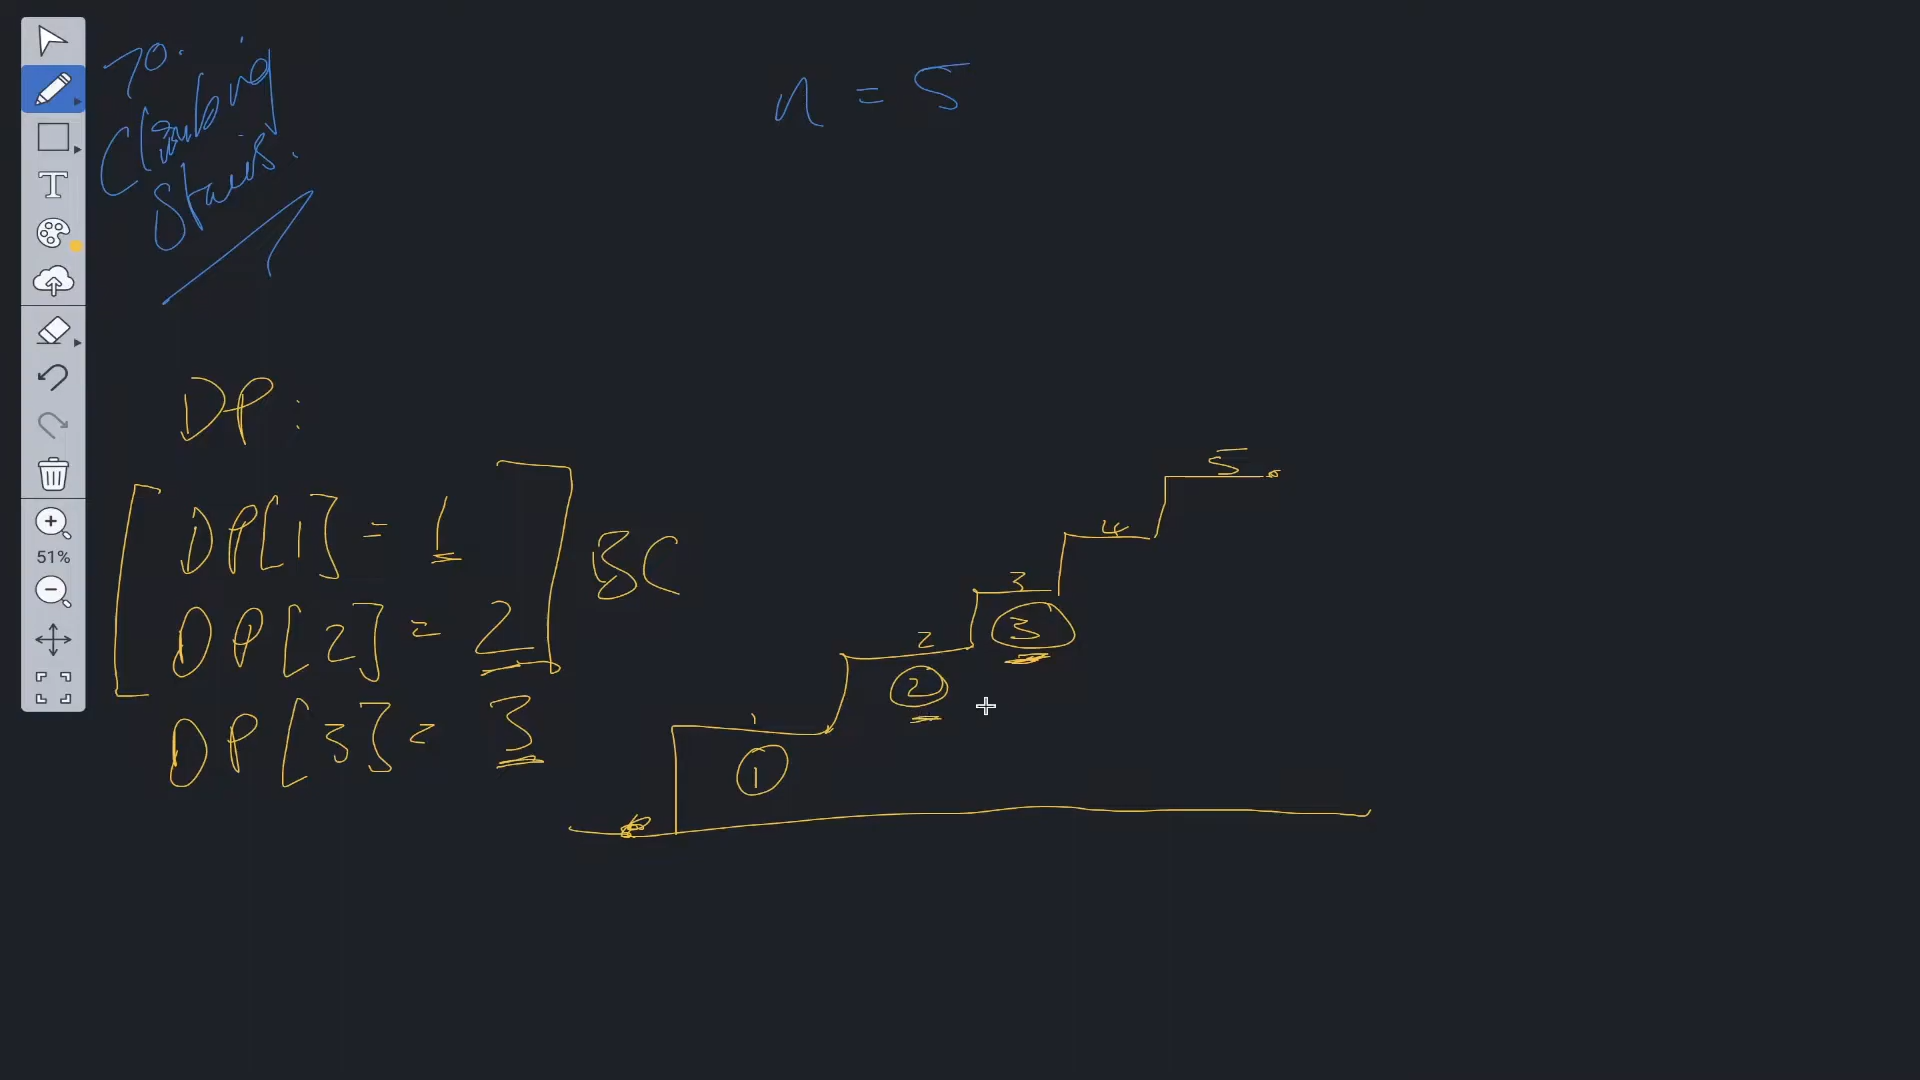 70.
Climbing
Stairs.
n = 5
DP:
DP[1] = 1
DP[2] = 2
BC
DP[3] = 3
5
4
3
3
2
2
1
1
51%
T